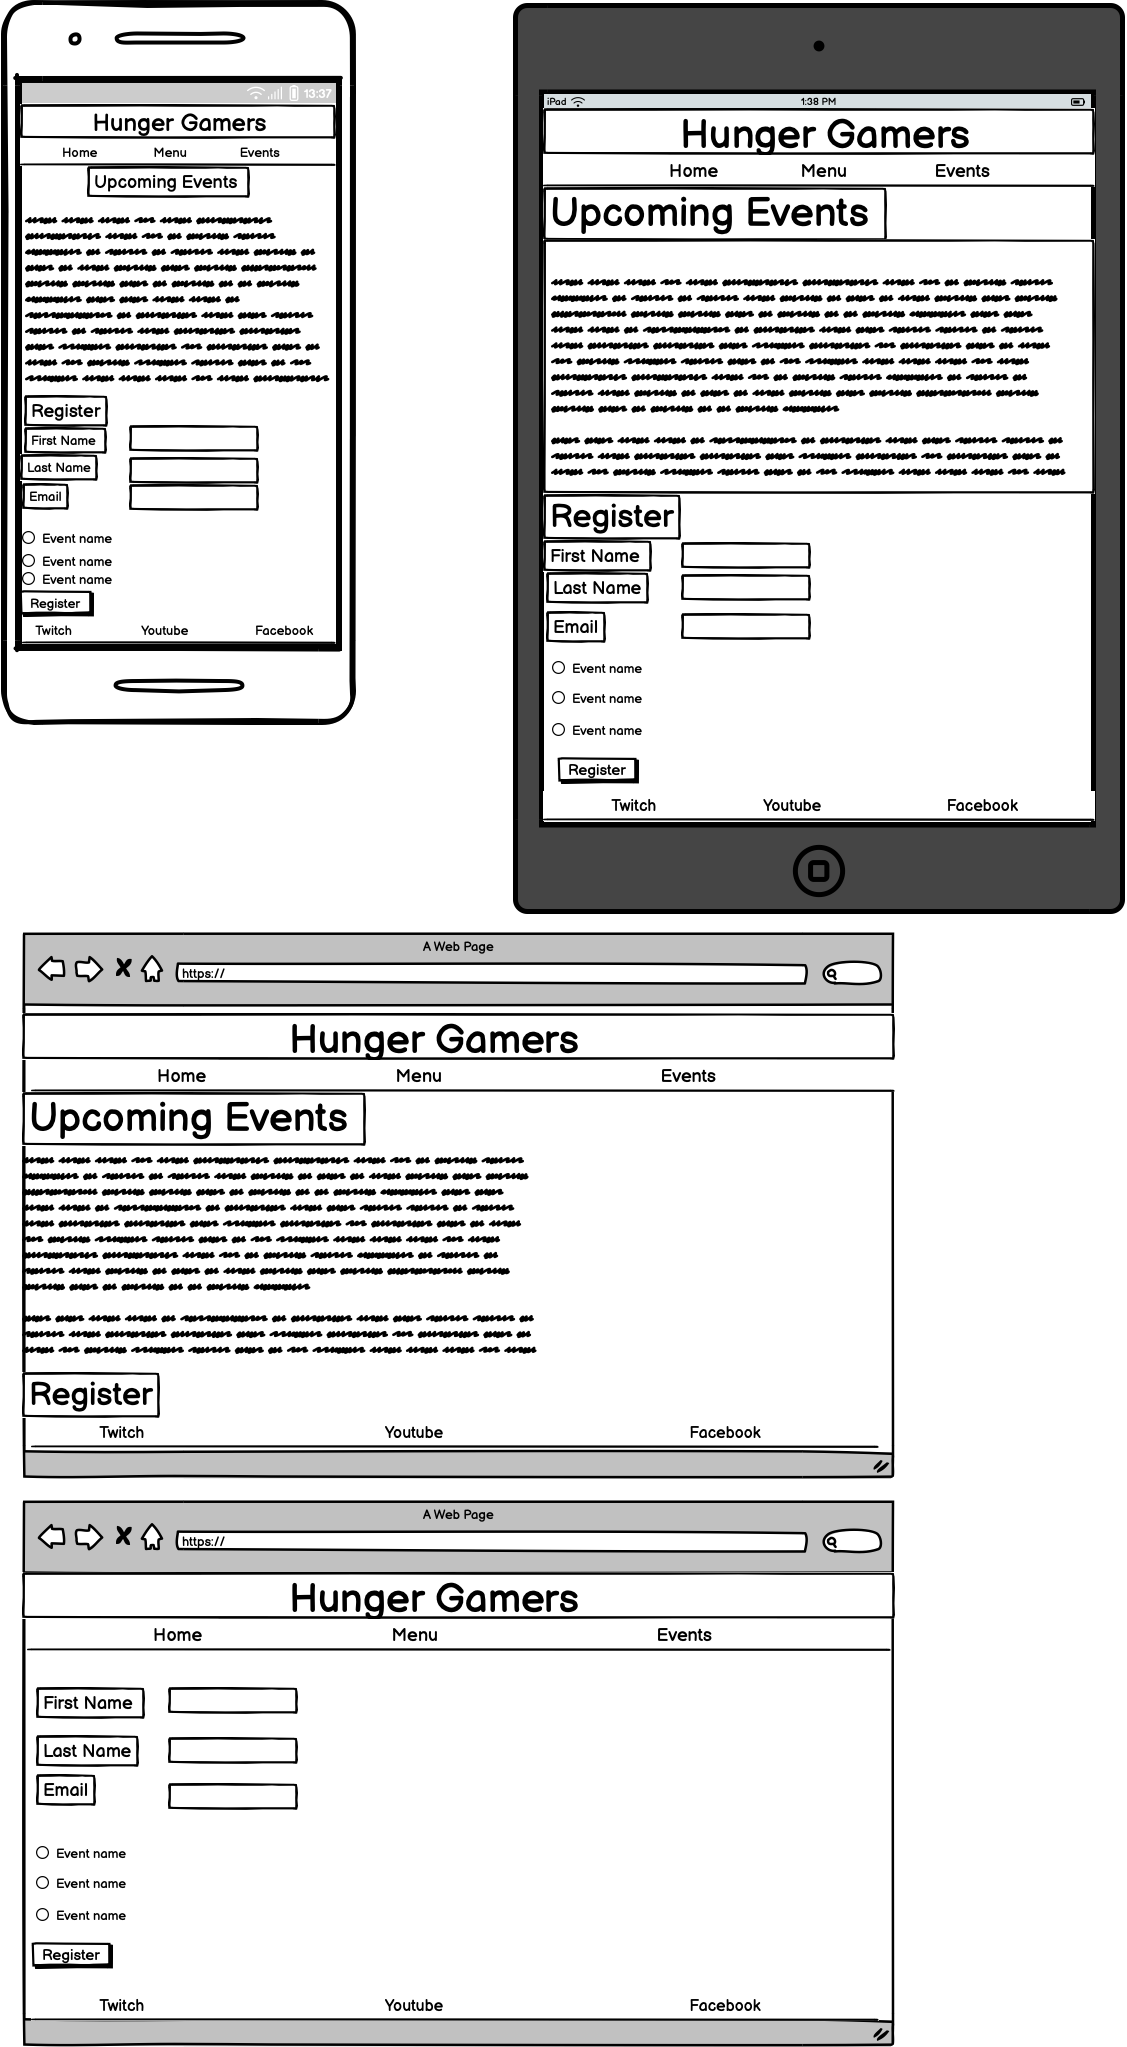 13:37
Hunger Gamers
Home Menu Events
Upcoming Events
Register
First Name
Last Name
Email
Event name
Event name
Event name
Register
Twitch Youtube Facebook
iPad 1:38 PM
Hunger Gamers
Home Menu Events
Upcoming Events
Register
First Name
Last Name
Email
Event name
Event name
Event name
Register
Twitch Youtube Facebook
A Web Page
https://
Hunger Gamers
Home Menu Events
Upcoming Events
Register
Twitch Youtube Facebook
A Web Page
https://
Hunger Gamers
Home Menu Events
First Name
Last Name
Email
Event name
Event name
Event name
Register
Twitch Youtube Facebook